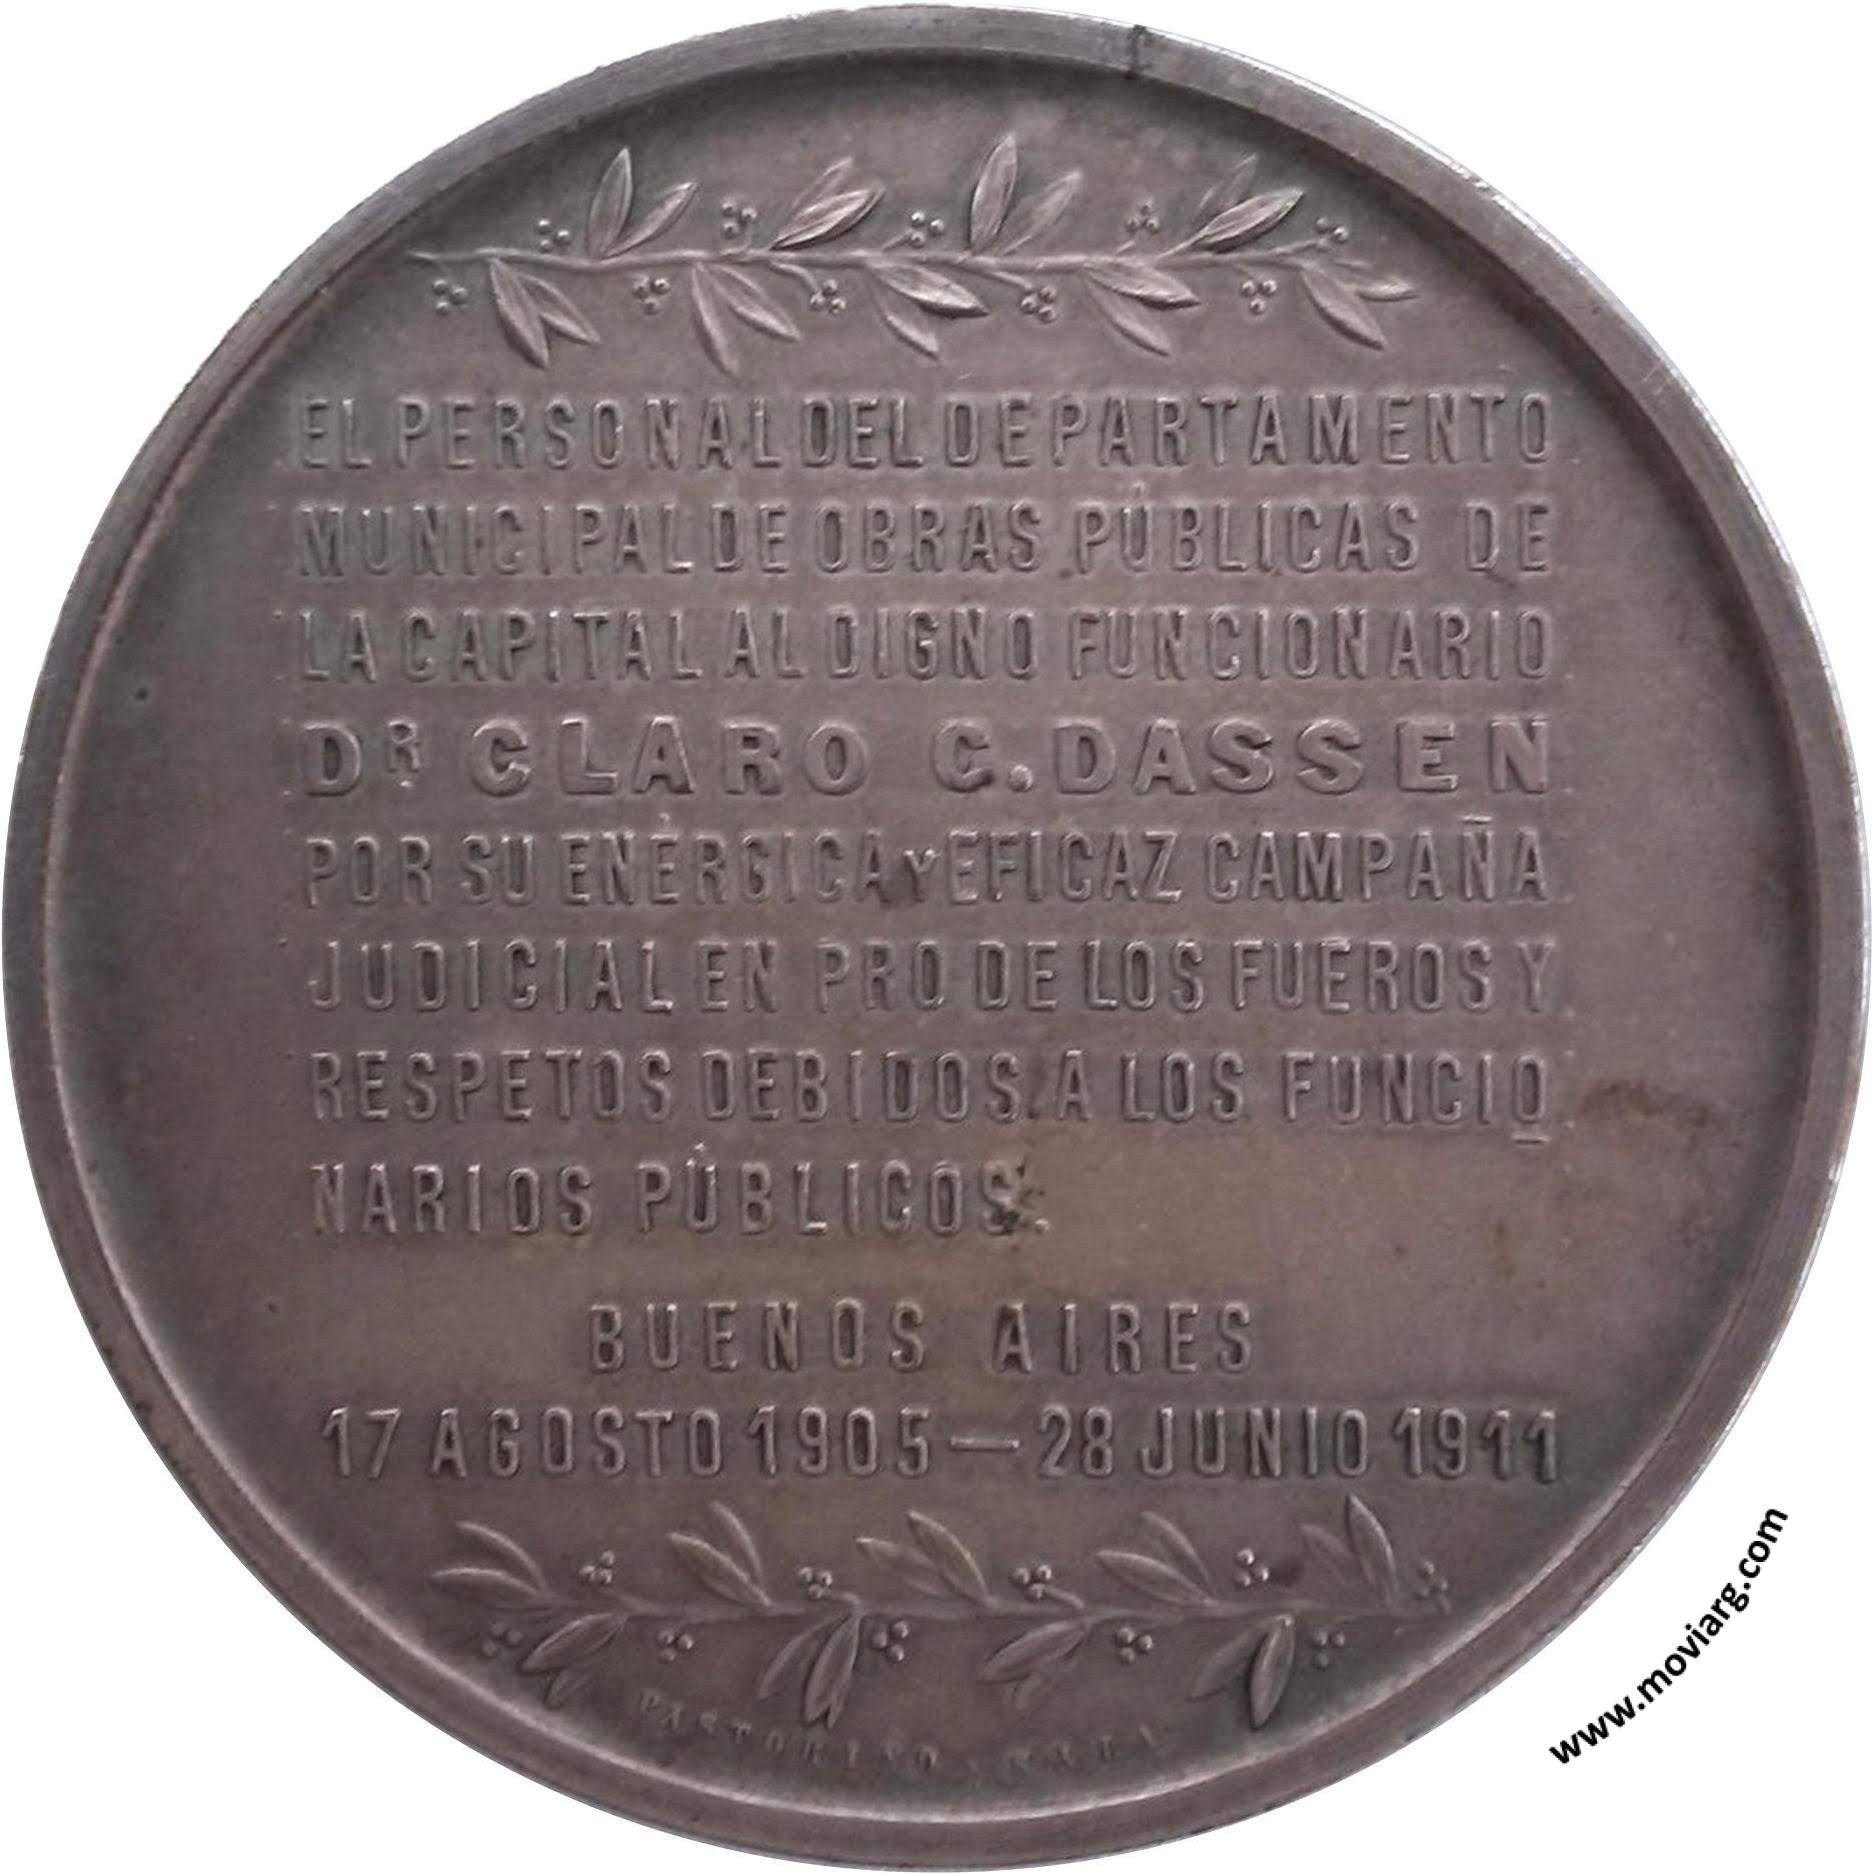 EL PERSONAL DEL DEPARTAMENTO
MUNICIPAL DE OBRAS PÚBLICAS DE
LA CAPITAL AL DIGNO FUNCIONARIO
DR CLARO C. DASSEN
POR SU ENÉRGICA Y EFICAZ CAMPAÑA
JUDICIAL EN PRO DE LOS FUEROS Y
RESPETOS DEBIDOS A LOS FUNCIO
NARIOS PÚBLICOS.
BUENOS AIRES
17 AGOSTO 1905 — 28 JUNIO 1911
PASTORINO
www.moviarg.com